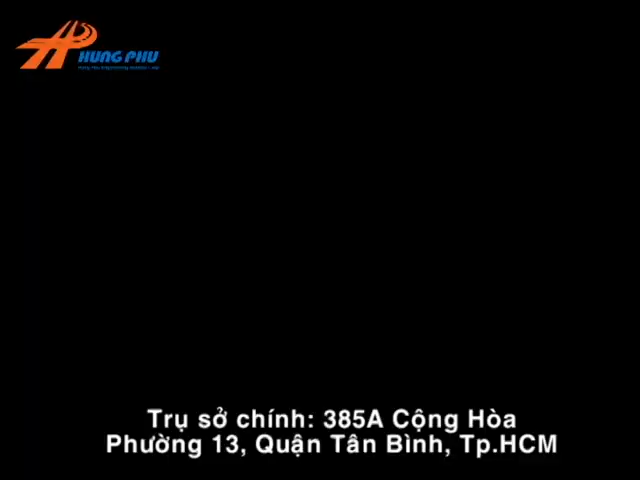 HUNG PHU
Trụ sở chính: 385A Cộng Hòa
Phường 13, Quận Tân Bình, Tp.HCM